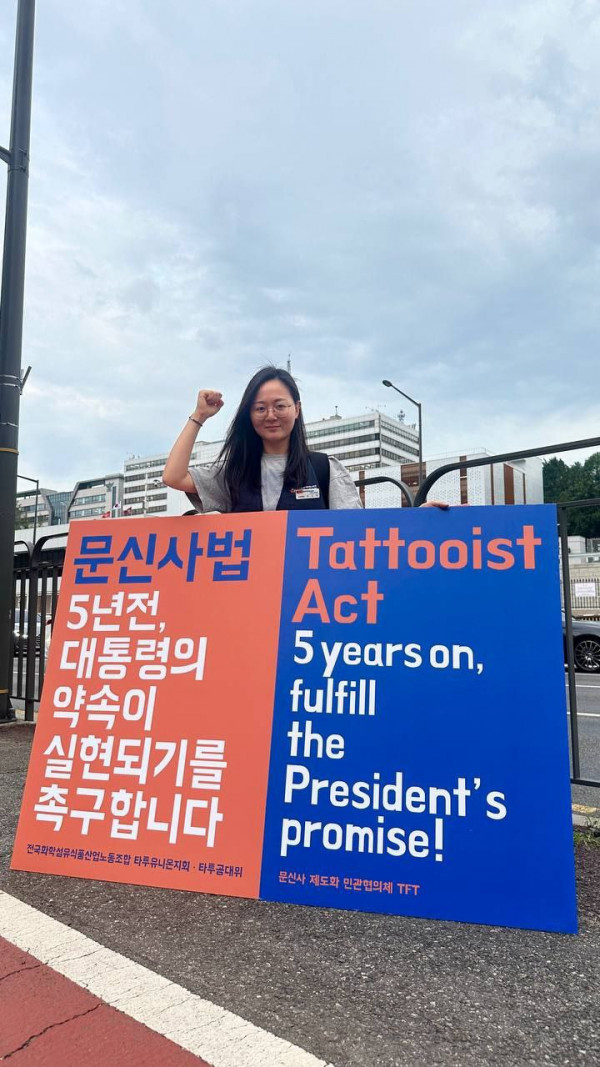 문신사법
5년전,
대통령의
약속이
실현되기를
촉구합니다
전국화학섬유식품산업노동조합 타투유니온지회 · 타투공대위
Tattooist
Act
5 years on,
fulfill
the
President's
promise!
문신사 제도화 민관협의체 TFT